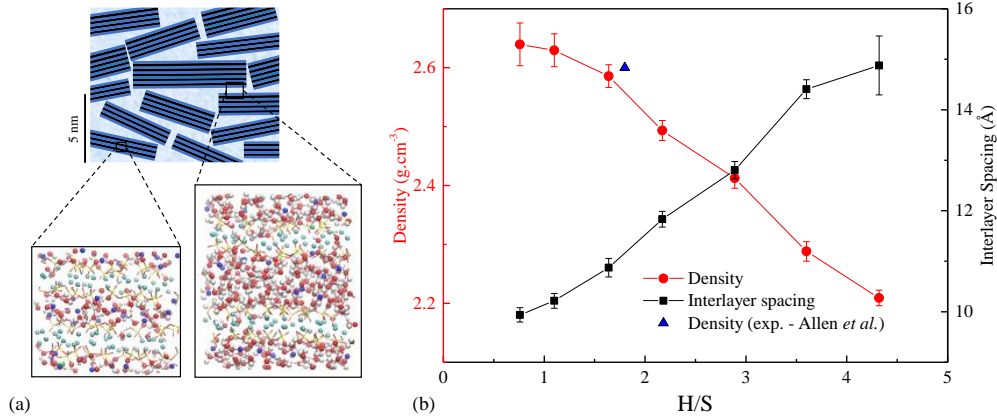 5 nm
(a)
2.6
2.4
2.2
Density (g.cm-3)
16
14
12
10
Interlayer Spacing (Å)
Density
Interlayer spacing
Density (exp. - Allen et al.)
0 1 2 3 4 5
H/S
(b)